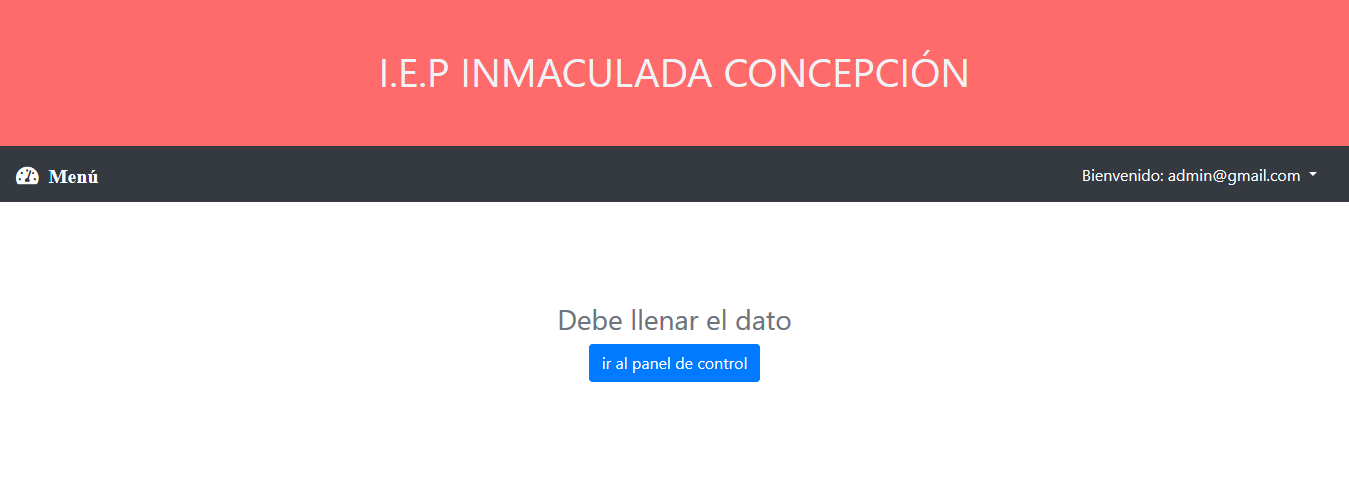 I.E.P INMACULADA CONCEPCIÓN
Menú
Bienvenido: admin@gmail.com
Debe llenar el dato
ir al panel de control